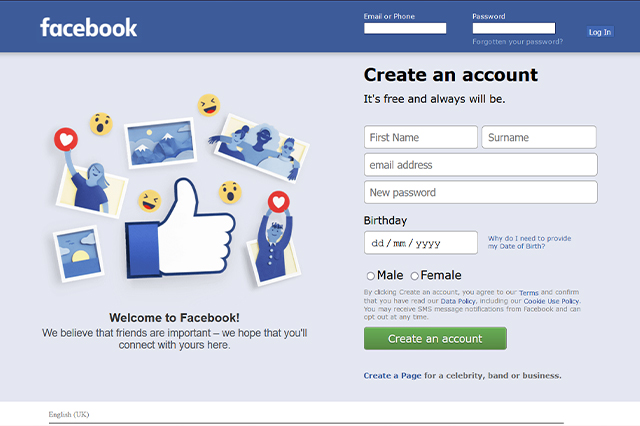 facebook
Email or Phone
Password
Forgotten your password?
Log In
Create an account
It's free and always will be.
First Name
Surname
email address
New password
Birthday
dd/mm/yyyy
Why do I need to provide
my Date of Birth?
Male
Female
By clicking Create an account, you agree to our Terms and confirm
that you have read our Data Policy, including our Cookie Use Policy.
You may receive SMS message notifications from Facebook and can
opt out at any time.
Create an account
Create a Page for a celebrity, band or business.
Welcome to Facebook!
We believe that friends are important – we hope that you'll
connect with yours here.
English (UK)